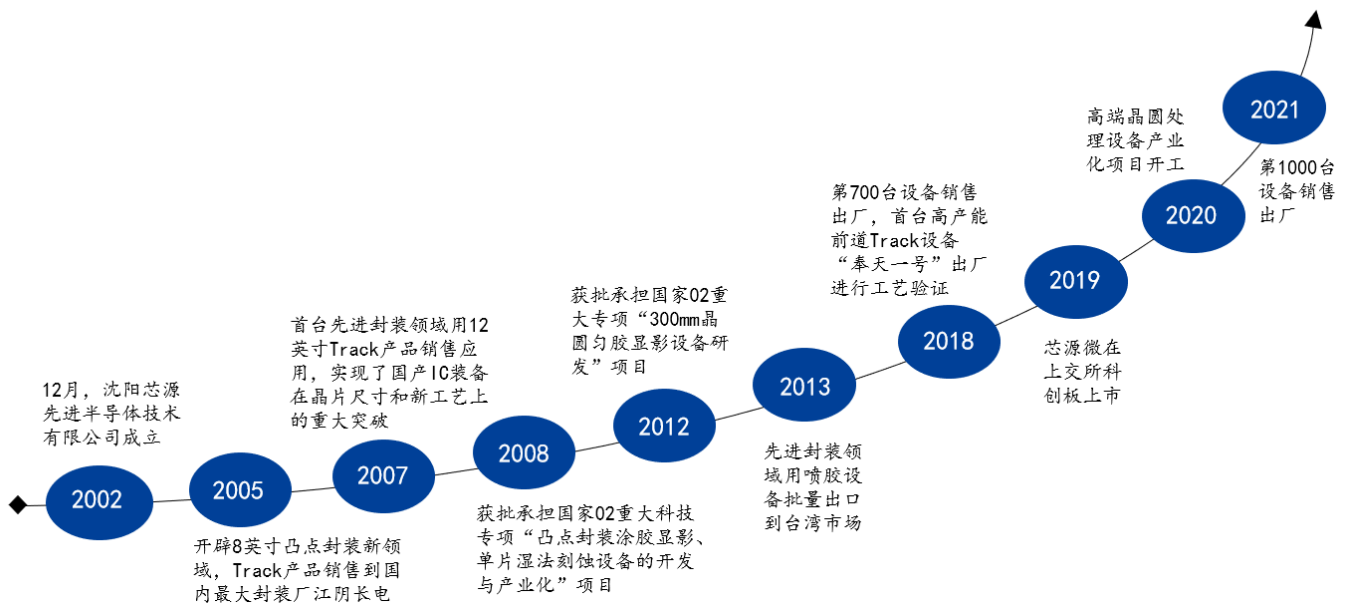 2002
12月，沈阳芯源
先进半导体技术
有限公司成立
2005
开辟8英寸凸点封装新领
域，Track产品销售到国
内最大封装厂江阴长电
2007
首台先进封装领域用12
英寸Track产品销售应
用，实现了国产IC装备
在晶片尺寸和新工艺上
的重大突破
2008
获批承担国家02重大科技
专项“凸点封装涂胶显影、
单片湿法刻蚀设备的开发
与产业化”项目
2012
获批承担国家02重
大专项“300mm晶
圆匀胶显影设备研
发”项目
2013
先进封装领
域用喷胶设
备批量出口
到台湾市场
2018
第700台设备销售
出厂，首台高产能
前道Track设备
“奉天一号”出厂
进行工艺验证
2019
芯源微在
上交所科
创板上市
2020
高端晶圆处
理设备产业
化项目开工
2021
第1000台
设备销售
出厂